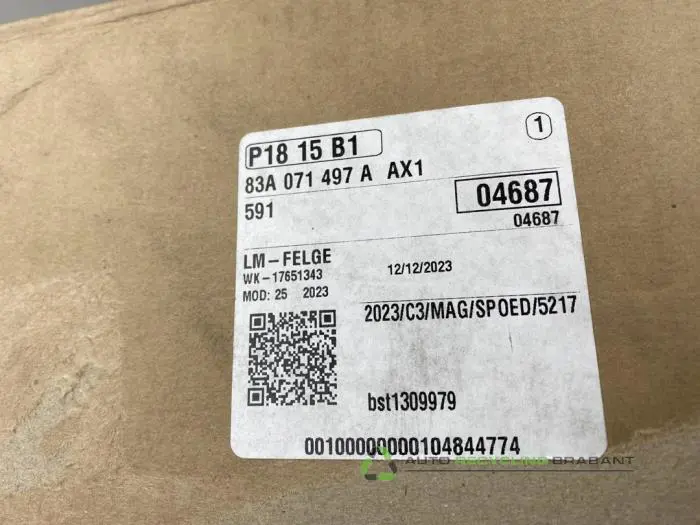 P18 15 B1
1
83A 071 497 A AX1
591
04687
04687
LM-FELGE
WK-17651343
12/12/2023
MOD: 25 2023
2023/C3/MAG/SPOED/5217
bst1309979
00100000000104844774
AUTO RECYCLING BRABANT